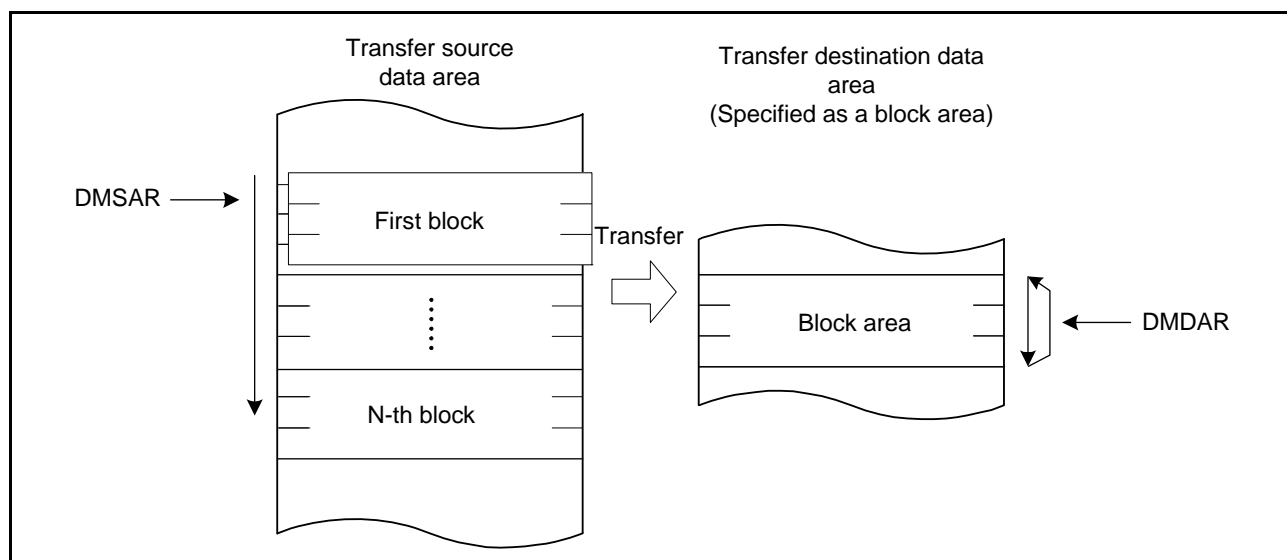 Transfer source
data area
Transfer destination data
area
(Specified as a block area)
DMSAR
First block
Transfer
Block area
DMDAR
N-th block